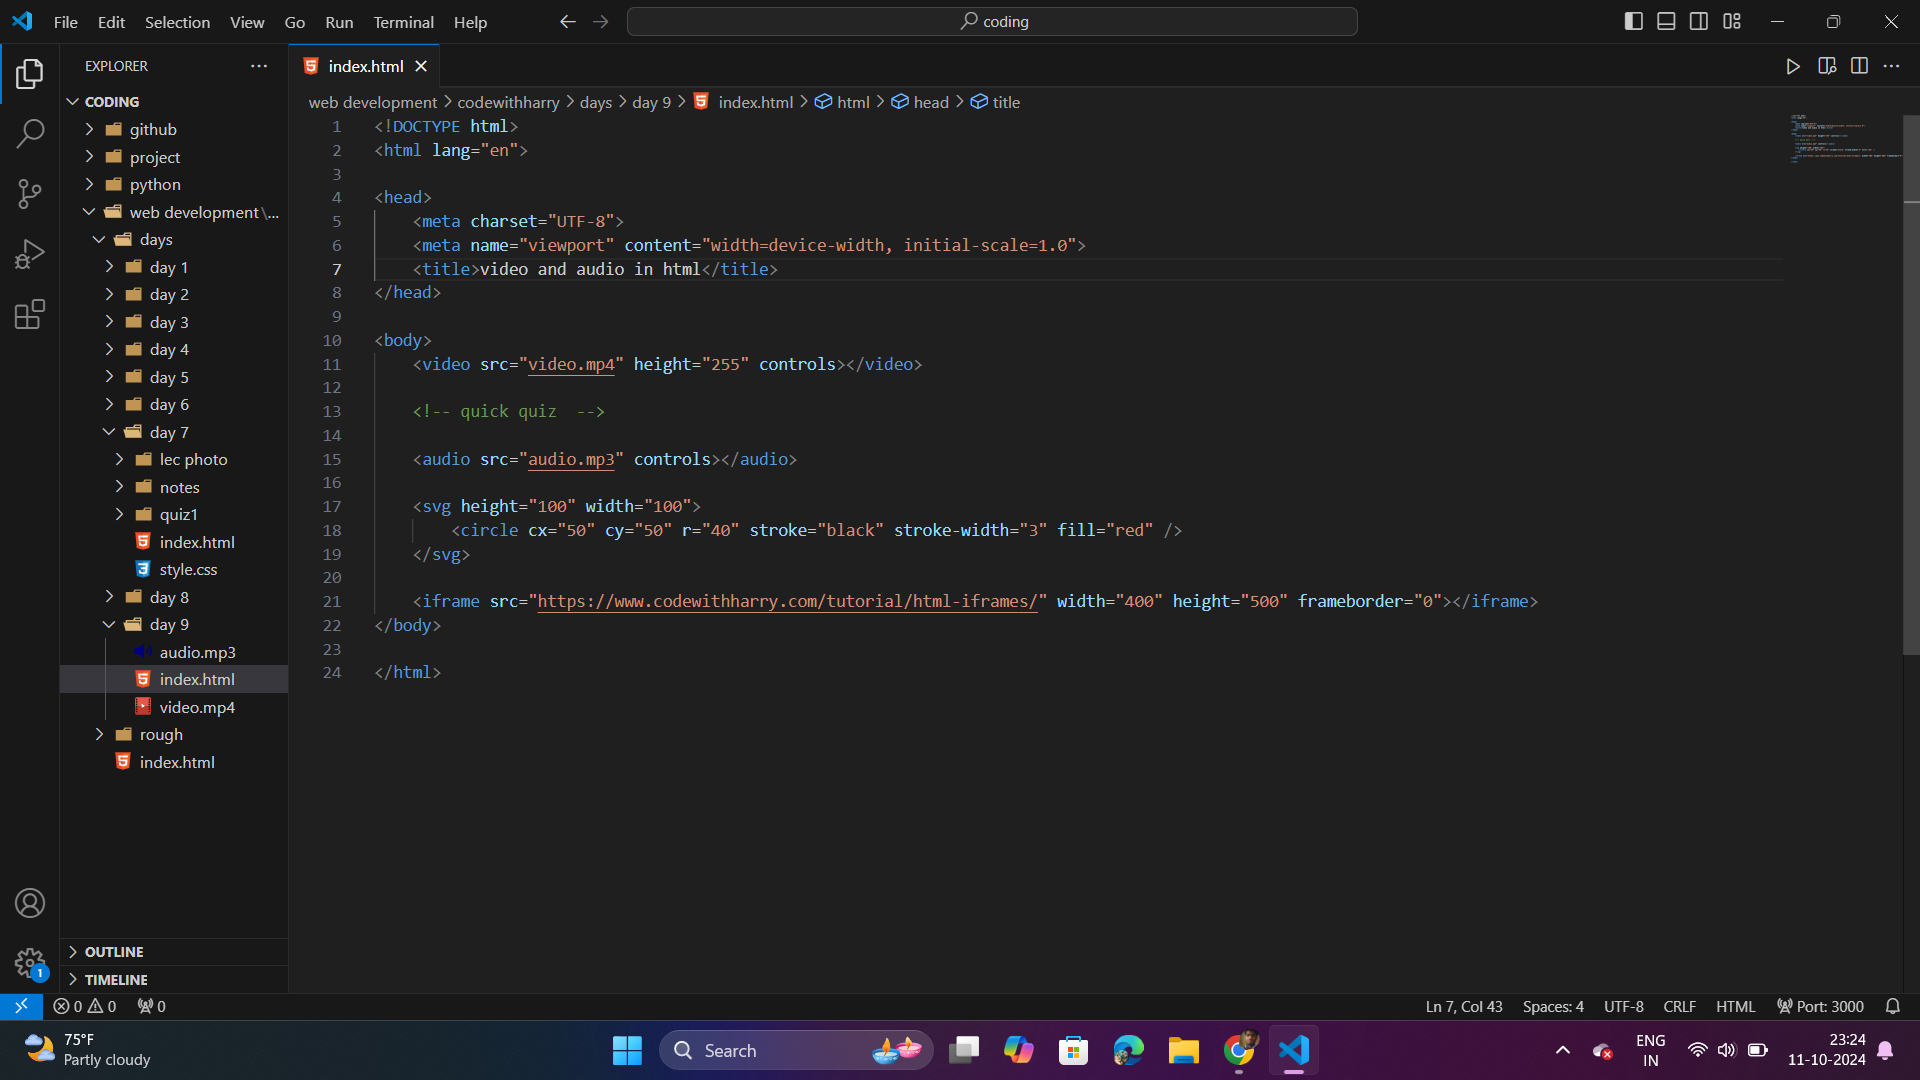 File Edit Selection View Go Run Terminal Help
coding
EXPLORER
index.html
web development > codewithharry > days > day 9 > index.html > html > head > title
CODING
github
project
python
web development \...
days
day 1
day 2
day 3
day 4
day 5
day 6
day 7
lec photo
notes
quiz1
index.html
style.css
day 8
day 9
audio.mp3
index.html
video.mp4
rough
index.html
OUTLINE
TIMELINE
1 <!DOCTYPE html>
2 <html lang="en">
3
4 <head>
5     <meta charset="UTF-8">
6     <meta name="viewport" content="width=device-width, initial-scale=1.0">
7     <title>video and audio in html</title>
8 </head>
9
10 <body>
11     <video src="video.mp4" height="255" controls></video>
12
13     <!-- quick quiz  -->
14
15     <audio src="audio.mp3" controls></audio>
16
17     <svg height="100" width="100">
18         <circle cx="50" cy="50" r="40" stroke="black" stroke-width="3" fill="red" />
19     </svg>
20
21     <iframe src="https://www.codewithharry.com/tutorial/html-iframes/" width="400" height="500" frameborder="0"></iframe>
22 </body>
23
24 </html>
1
0 0 0
Ln 7, Col 43 Spaces: 4 UTF-8 CRLF HTML Port: 3000
75°F
Partly cloudy
Search
ENG
IN
23:24
11-10-2024